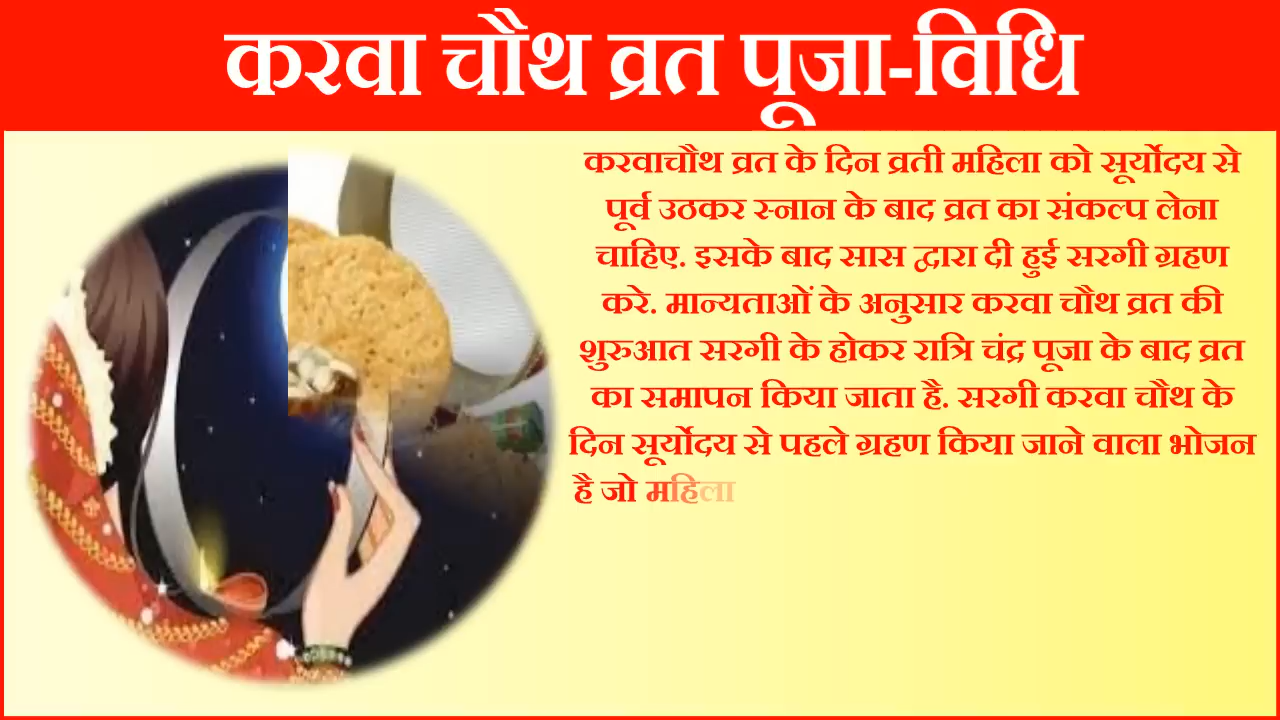 करवा चौथ व्रत पूजा-विधि
करवाचौथ व्रत के दिन व्रती महिला को सूर्योदय से
पूर्व उठकर स्नान के बाद व्रत का संकल्प लेना
चाहिए. इसके बाद सास द्वारा दी हुई सरगी ग्रहण
करे. मान्यताओं के अनुसार करवा चौथ व्रत की
शुरुआत सरगी के होकर रात्रि चंद्र पूजा के बाद व्रत
का समापन किया जाता है. सरगी करवा चौथ के
दिन सूर्योदय से पहले ग्रहण किया जाने वाला भोजन
है जो महिला